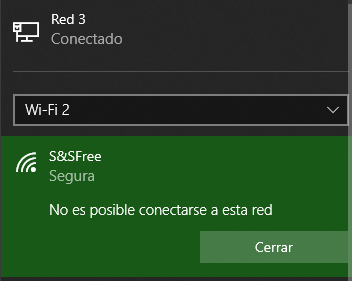 Red 3
Conectado
Wi-Fi 2
S&SFree
Segura
No es posible conectarse a esta red
Cerrar